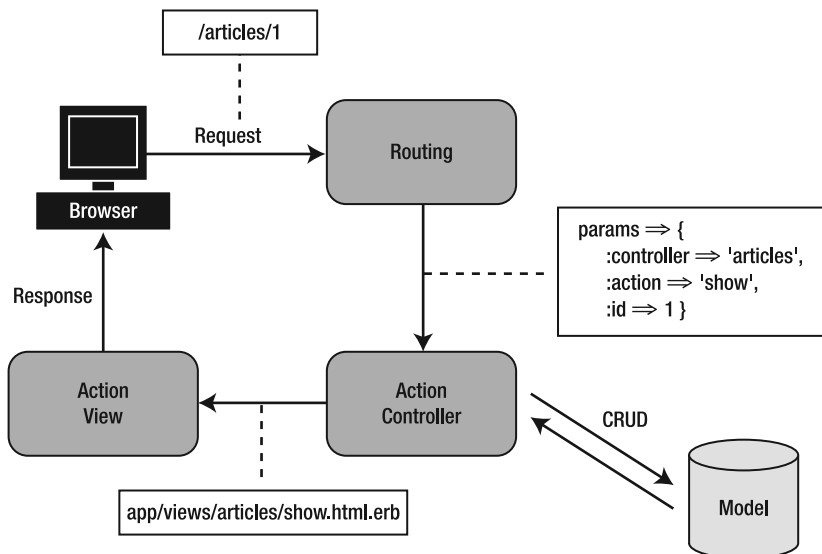 /articles/1
Request
Routing
Browser
params ⇒ {
:controller ⇒ 'articles',
:action ⇒ 'show',
:id ⇒ 1 }
Response
Action
View
Action
Controller
CRUD
Model
app/views/articles/show.html.erb